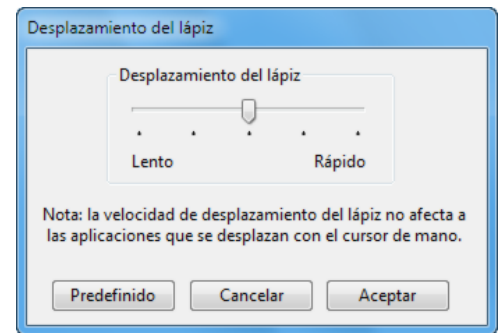 Desplazamiento del lápiz
Desplazamiento del lápiz
Lento Rápido
Nota: la velocidad de desplazamiento del lápiz no afecta a
las aplicaciones que se desplazan con el cursor de mano.
Predefinido Cancelar Aceptar